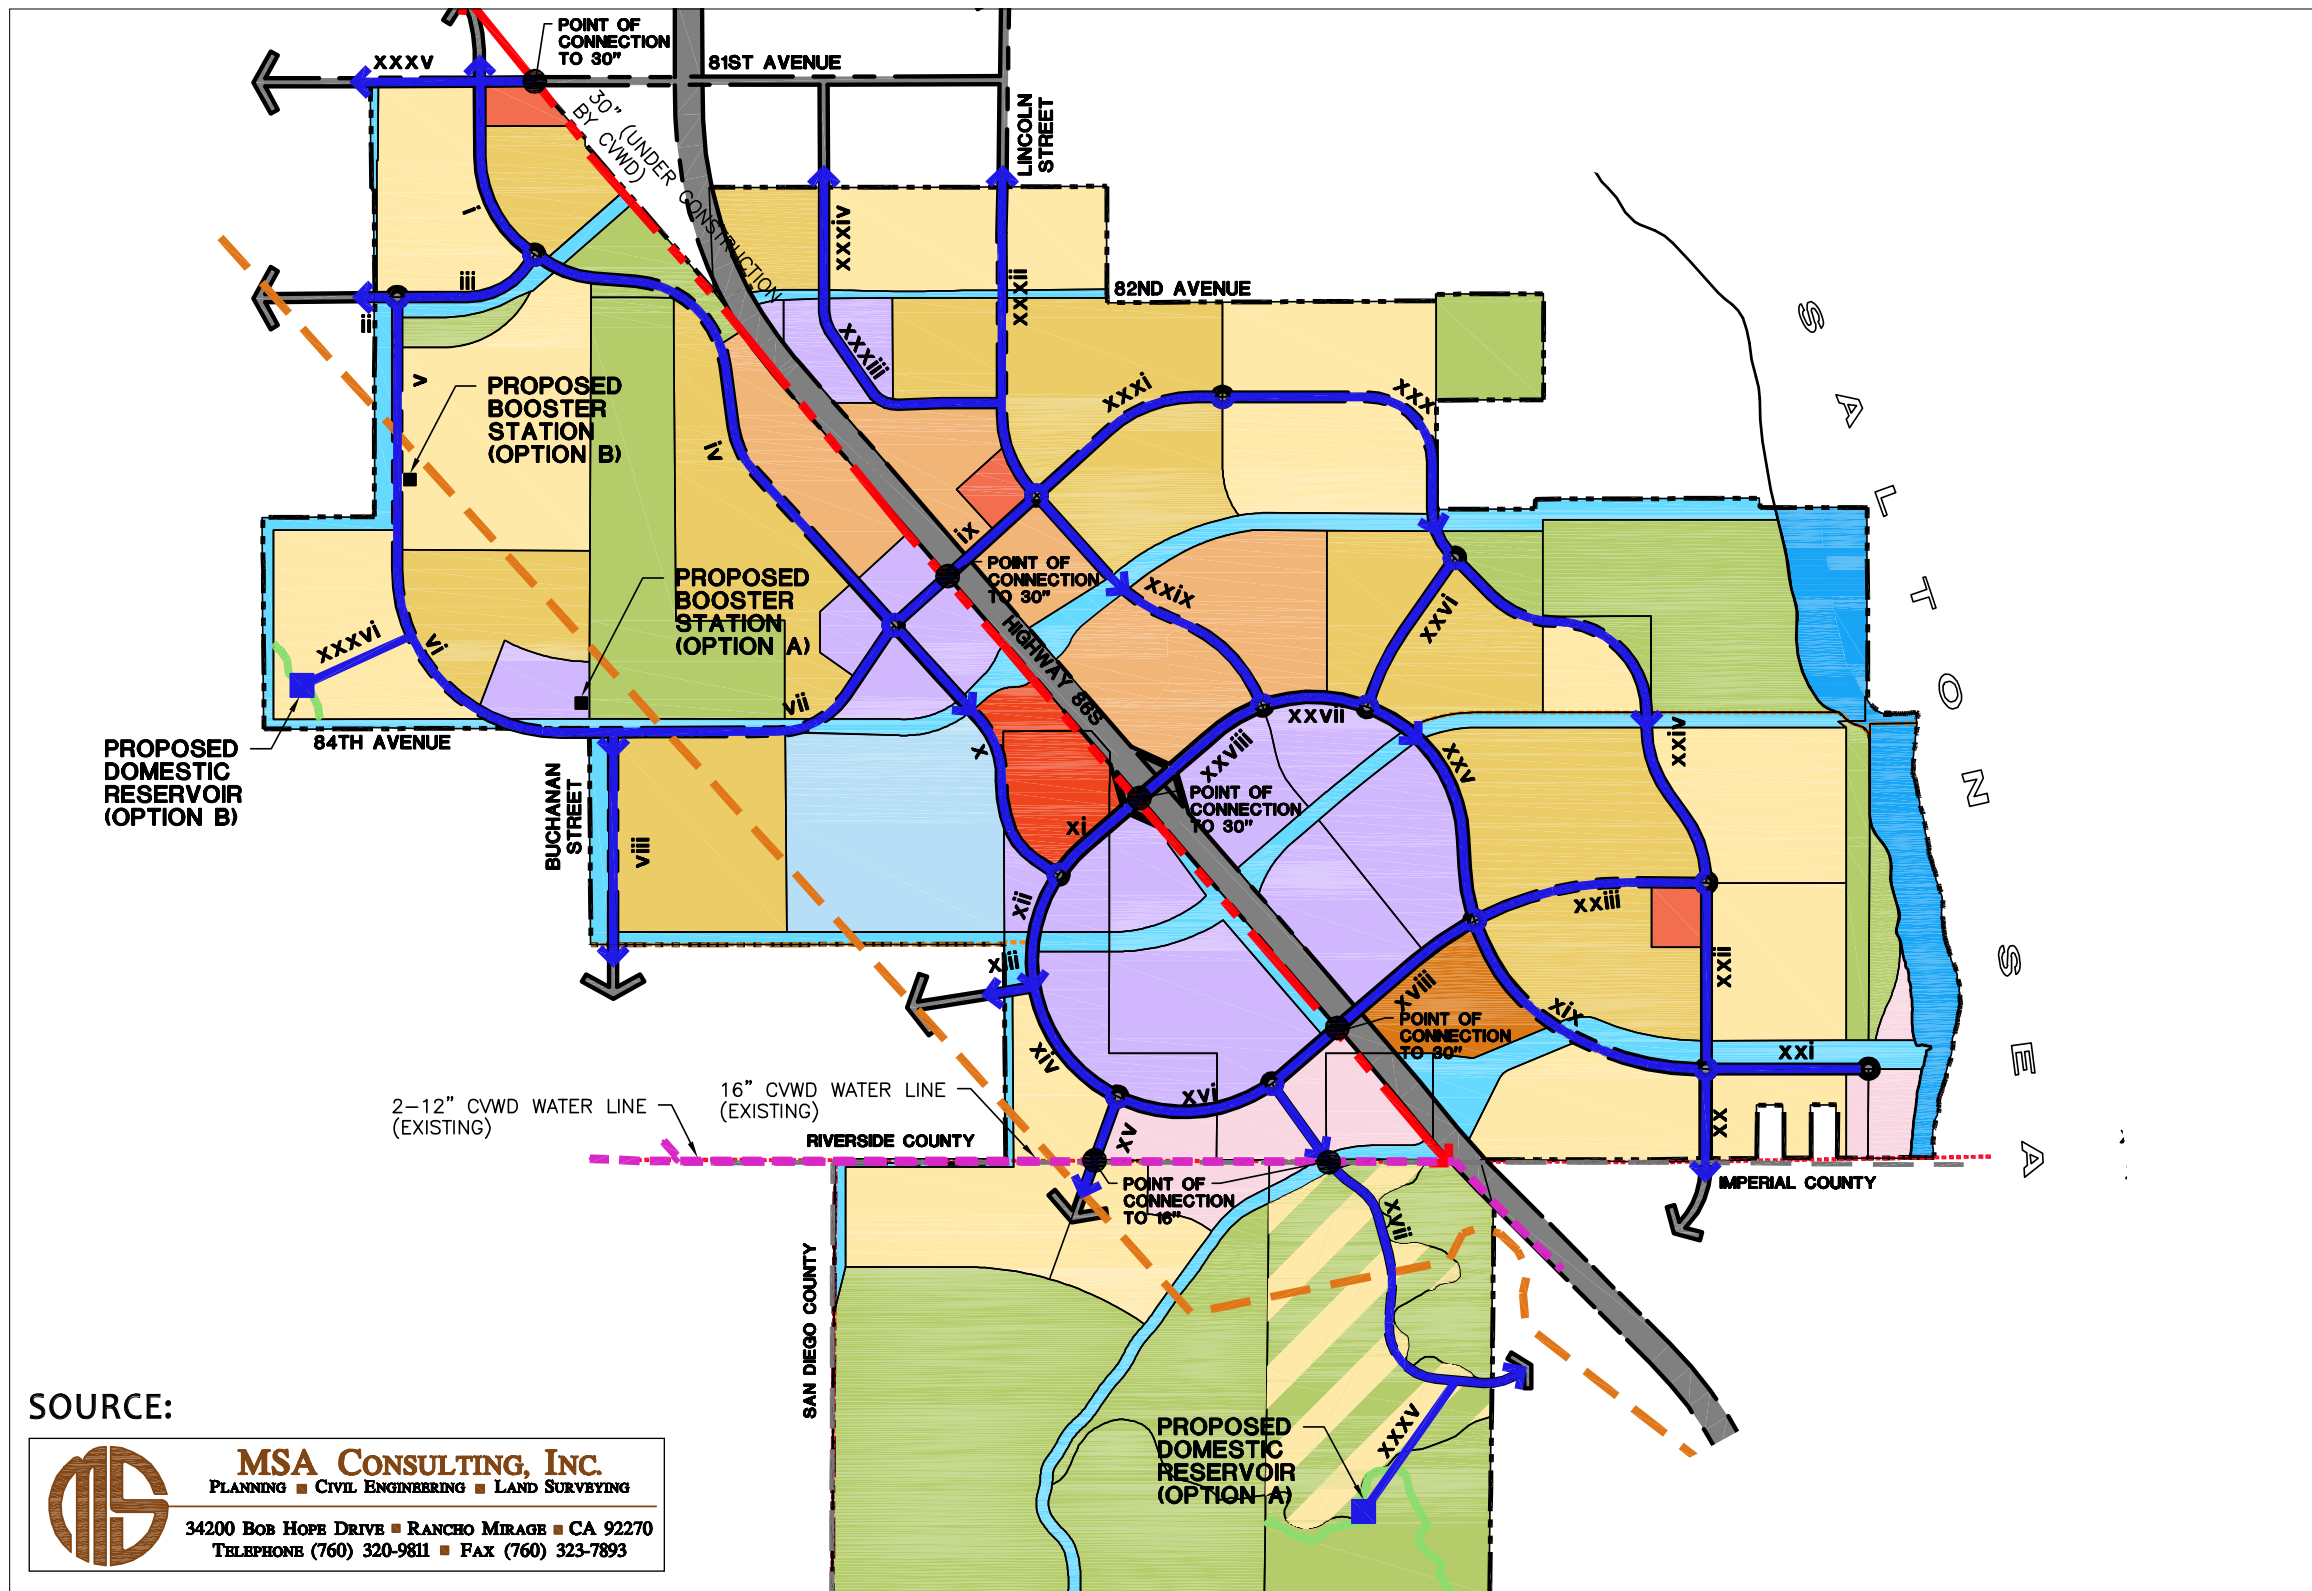 POINT OF
CONNECTION
TO 30"
xxxv
81ST AVENUE
30" (UNDER CONSTRUCTION
BY CVWD)
LINCOLN
STREET
i
xxxiv
iii
ii
xxxii
82ND AVENUE
xxxiii
v
PROPOSED
BOOSTER
STATION
(OPTION B)
iv
xxxi
xxx
ix
POINT OF
CONNECTION
TO 30"
PROPOSED
BOOSTER
STATION
(OPTION A)
xxix
xxvi
HIGHWAY 86S
xxxvi
vi
vii
84TH AVENUE
PROPOSED
DOMESTIC
RESERVOIR
(OPTION B)
BUCHANAN
STREET
viii
x
xxvii
xxviii
xxv
xxiv
POINT OF
CONNECTION
TO 30"
xi
xii
xiii
xxiii
xxii
xviii
xix
POINT OF
CONNECTION
TO 30"
xxi
xiv
xvi
xv
xx
2-12" CVWD WATER LINE
(EXISTING)
16" CVWD WATER LINE
(EXISTING)
RIVERSIDE COUNTY
IMPERIAL COUNTY
POINT OF
CONNECTION
TO 16"
xvii
SAN DIEGO COUNTY
PROPOSED
DOMESTIC
RESERVOIR
(OPTION A)
xxxv
SALTON SEA
SOURCE:
MSA CONSULTING, INC.
PLANNING ■ CIVIL ENGINEERING ■ LAND SURVEYING
34200 BOB HOPE DRIVE ■ RANCHO MIRAGE ■ CA 92270
TELEPHONE (760) 320-9811 ■ FAX (760) 323-7893